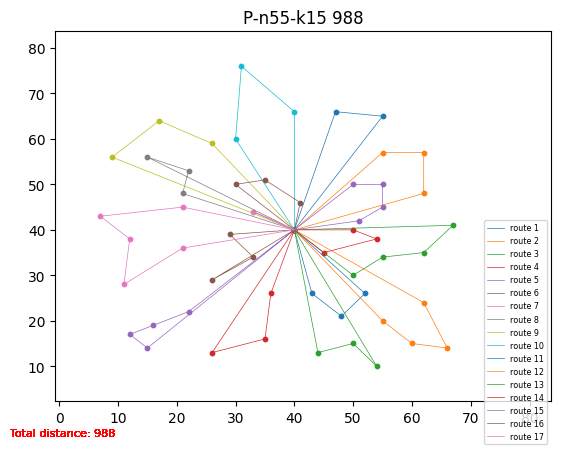 P-n55-k15 988
80
70
60
50
40
30
20
10
0 10 20 30 40 50 60 70
route 1
route 2
route 3
route 4
route 5
route 6
route 7
route 8
route 9
route 10
route 11
route 12
route 13
route 14
route 15
route 16
route 17
Total distance: 988